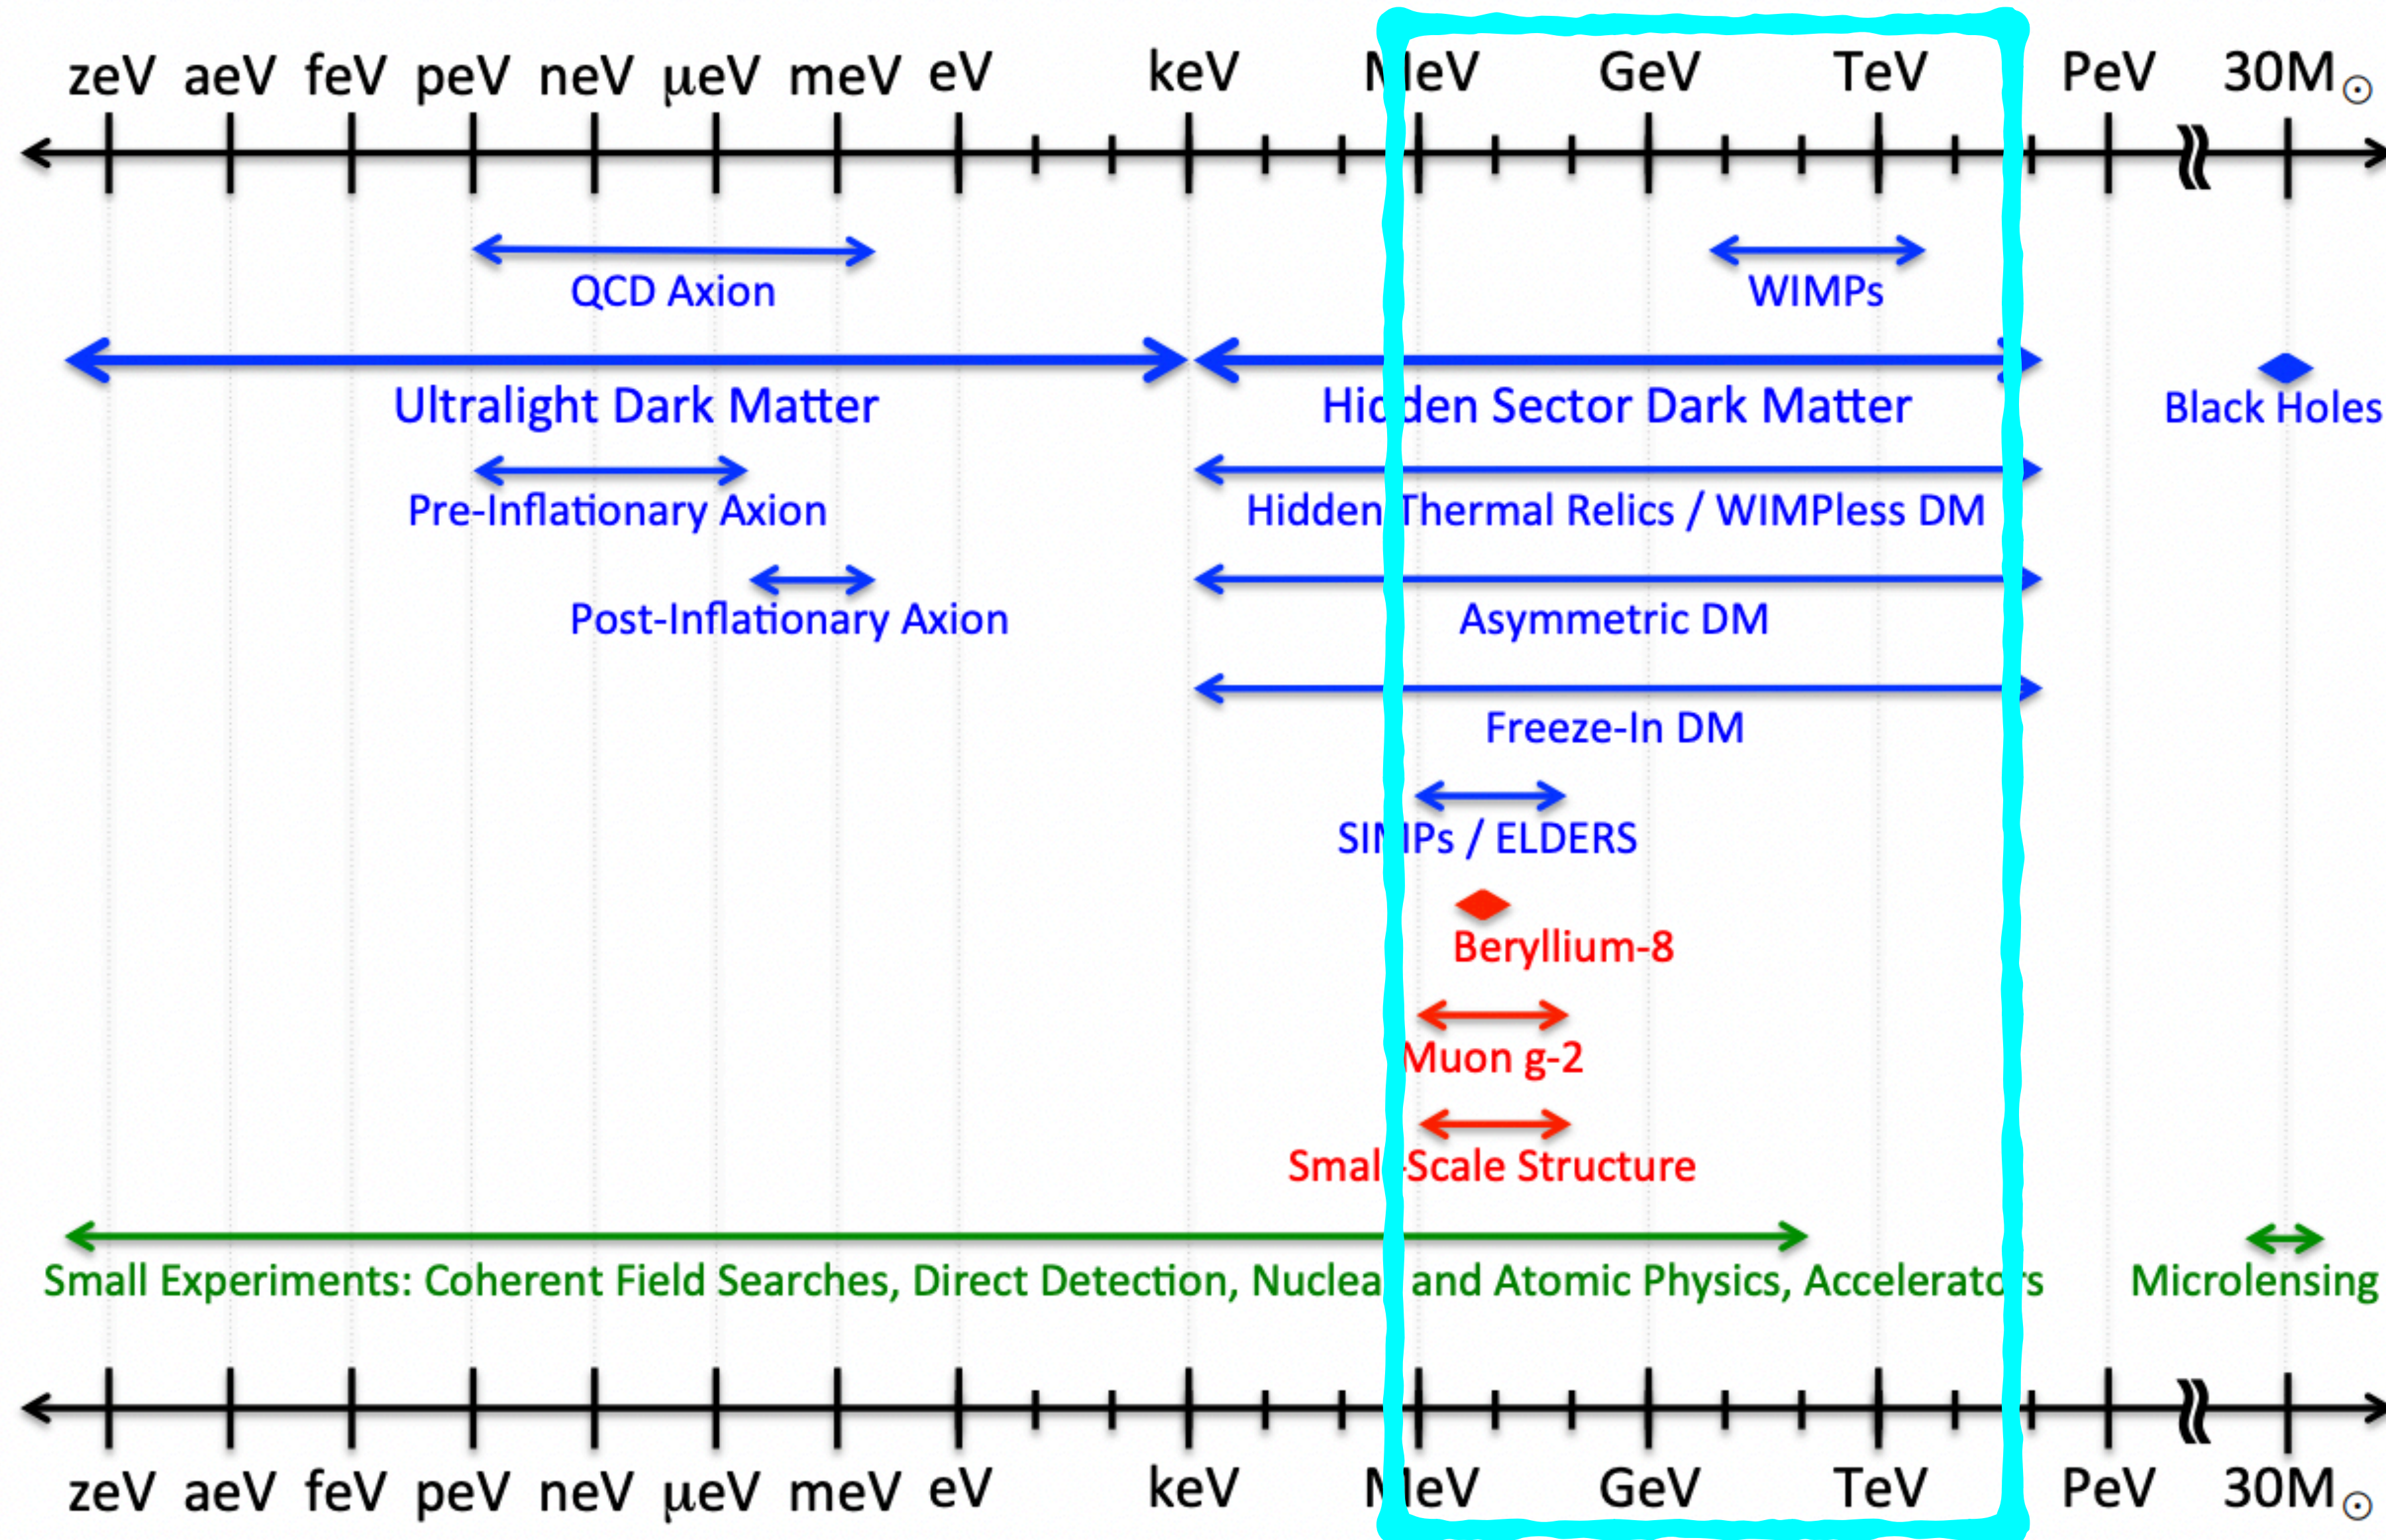 zeV aeV feV peV neV μeV meV eV keV MeV GeV TeV PeV 30M☉
QCD Axion WIMPs
Ultralight Dark Matter Hidden Sector Dark Matter Black Holes
Pre-Inflationary Axion Hidden Thermal Relics / WIMPless DM
Post-Inflationary Axion Asymmetric DM
Freeze-In DM
SIMPs / ELDERS
Beryllium-8
Muon g-2
Small-Scale Structure
Small Experiments: Coherent Field Searches, Direct Detection, Nuclear and Atomic Physics, Accelerators Microlensing
zeV aeV feV peV neV μeV meV eV keV MeV GeV TeV PeV 30M☉